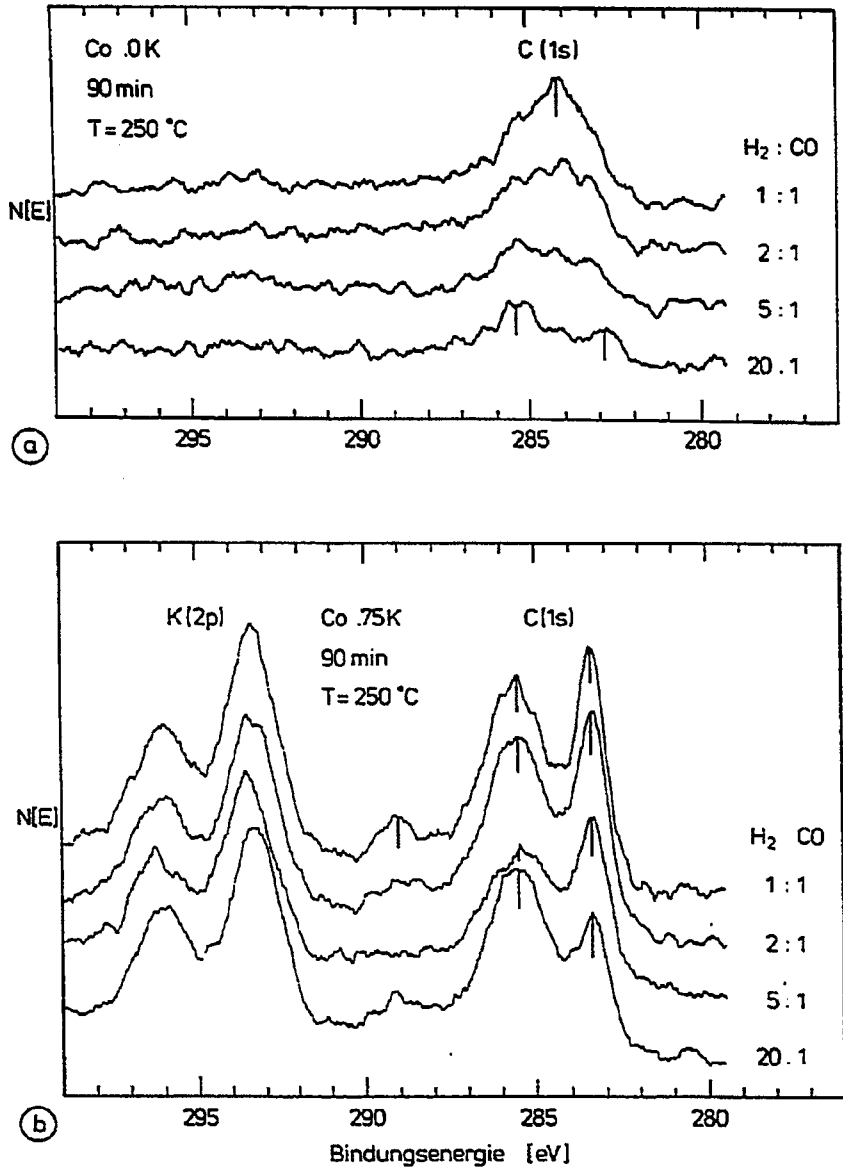 Co .0K
90 min
T = 250 °C
C (1s)
H₂ : CO
1 : 1
2 : 1
5 : 1
20 . 1
N[E]
295
290
285
280
a
K(2p)
Co .75K
90 min
T = 250 °C
C(1s)
H₂ CO
1 : 1
2 : 1
5 : 1
20 . 1
N[E]
295
290
285
280
b
Bindungsenergie [eV]